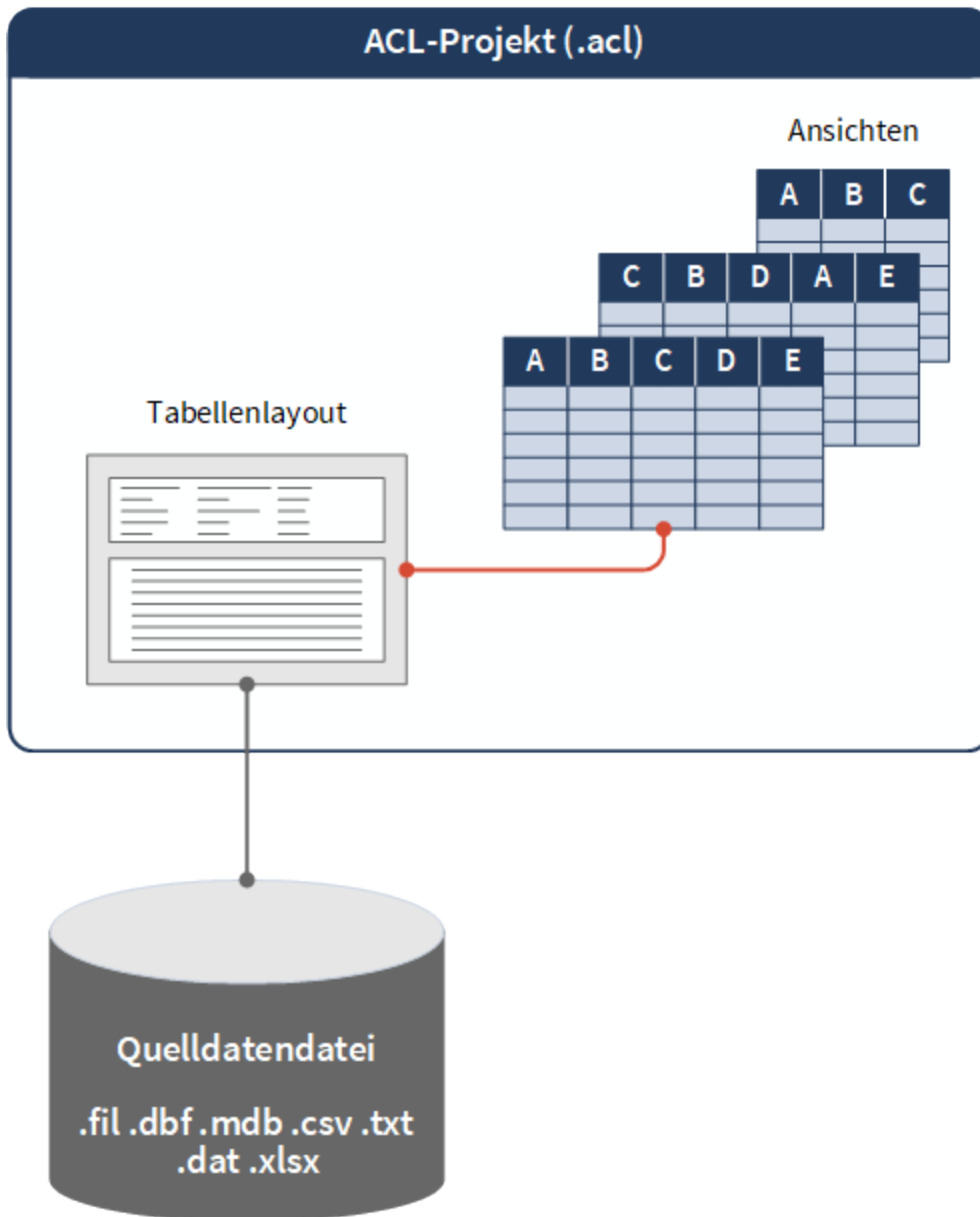 ACL-Projekt (.acl)
Ansichten
A B C
C B D A E
A B C D E
Tabellenlayout
Quelldatendatei
.fil .dbf .mdb .csv .txt
.dat .xlsx